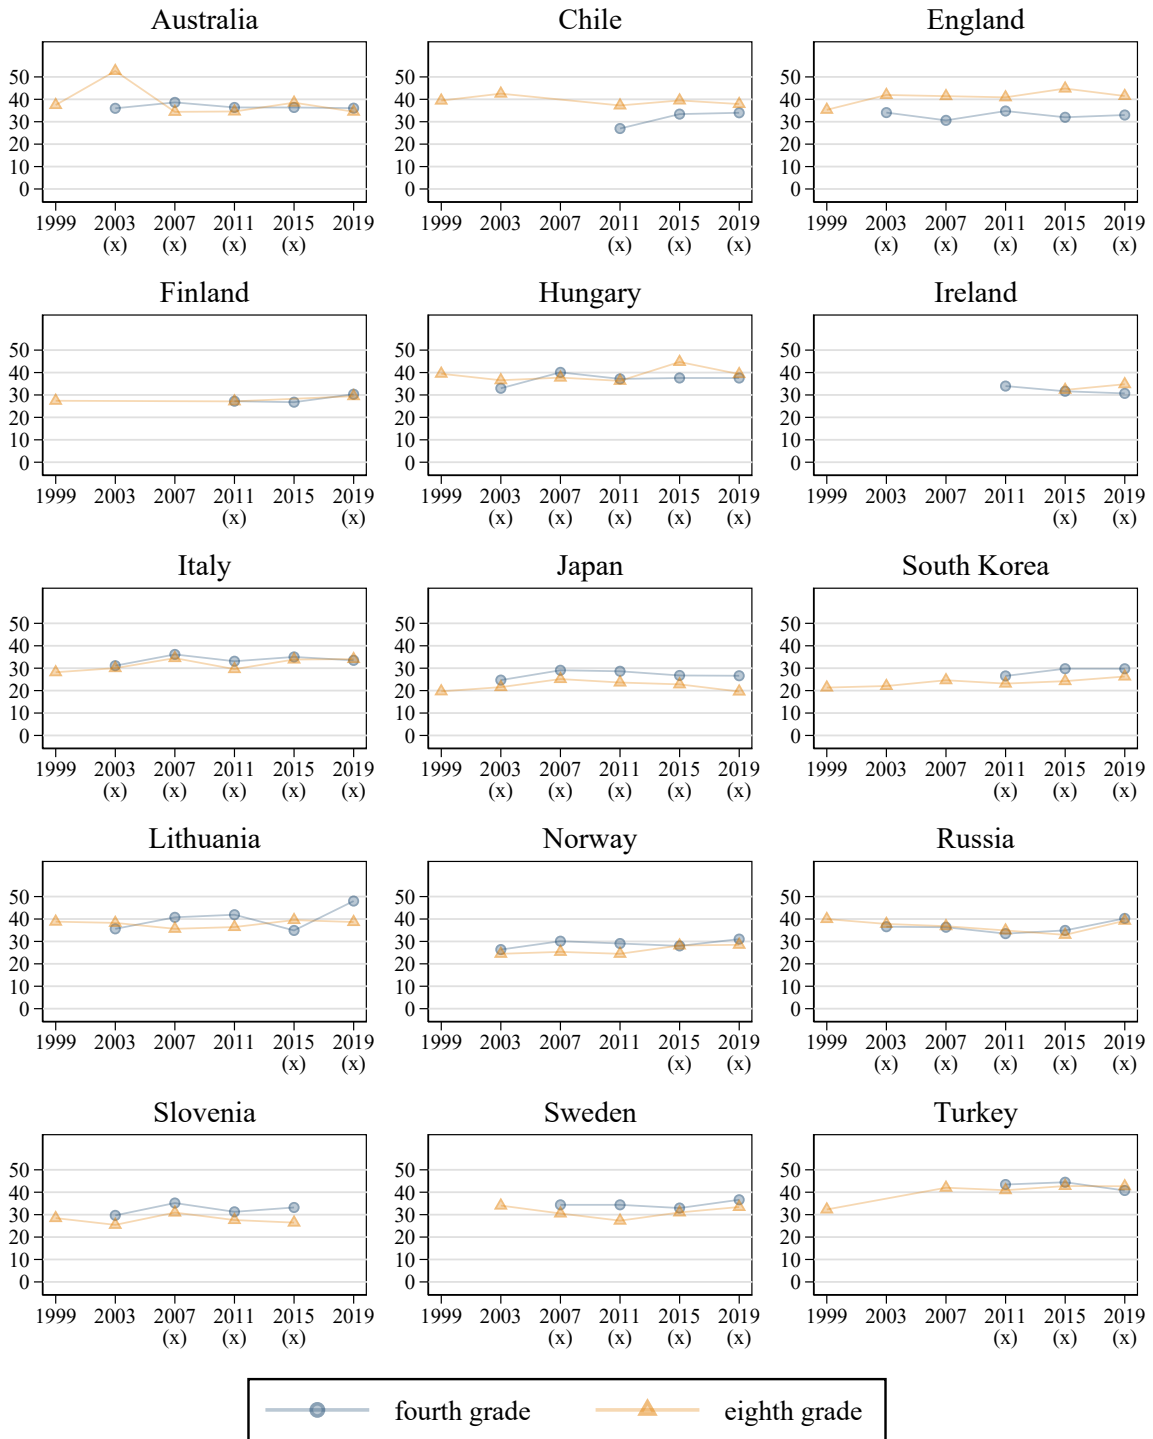 Australia Chile England
50 50 50
40 40 40
30 30 30
20 20 20
10 10 10
0 0 0
1999 2003 2007 2011 2015 2019 1999 2003 2007 2011 2015 2019 1999 2003 2007 2011 2015 2019
(x) (x) (x) (x) (x) (x) (x) (x) (x) (x) (x) (x)
Finland Hungary Ireland
50 50 50
40 40 40
30 30 30
20 20 20
10 10 10
0 0 0
1999 2003 2007 2011 2015 2019 1999 2003 2007 2011 2015 2019 1999 2003 2007 2011 2015 2019
(x) (x) (x) (x) (x) (x) (x) (x) (x)
Italy Japan South Korea
50 50 50
40 40 40
30 30 30
20 20 20
10 10 10
0 0 0
1999 2003 2007 2011 2015 2019 1999 2003 2007 2011 2015 2019 1999 2003 2007 2011 2015 2019
(x) (x) (x) (x) (x) (x) (x) (x) (x) (x) (x) (x) (x)
Lithuania Norway Russia
50 50 50
40 40 40
30 30 30
20 20 20
10 10 10
0 0 0
1999 2003 2007 2011 2015 2019 1999 2003 2007 2011 2015 2019 1999 2003 2007 2011 2015 2019
(x) (x) (x) (x) (x) (x) (x) (x) (x)
Slovenia Sweden Turkey
50 50 50
40 40 40
30 30 30
20 20 20
10 10 10
0 0 0
1999 2003 2007 2011 2015 2019 1999 2003 2007 2011 2015 2019 1999 2003 2007 2011 2015 2019
(x) (x) (x) (x) (x) (x) (x) (x) (x) (x)
fourth grade eighth grade